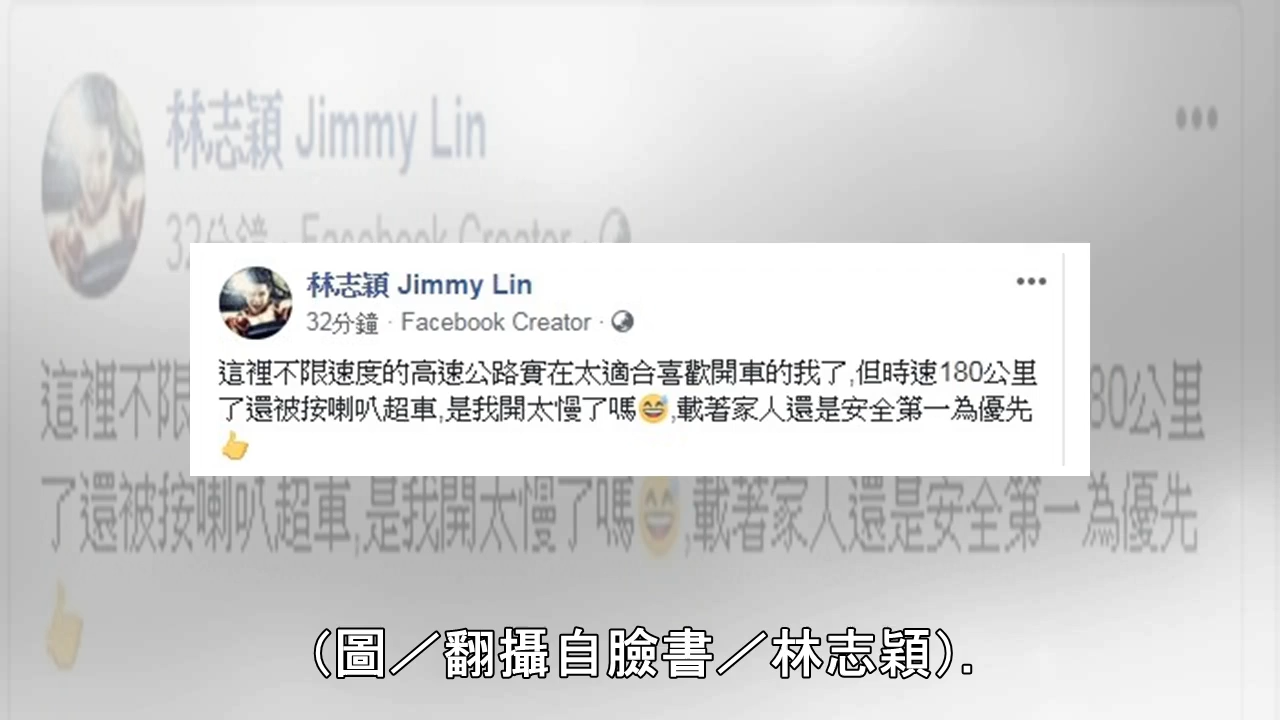 林志穎 Jimmy Lin
32分鐘 · Facebook Creator ·
這裡不限速度的高速公路實在太適合喜歡開車的我了,但時速180公里
了還被按喇叭超車,是我開太慢了嗎😅,載著家人還是安全第一為優先
👍
(圖／翻攝自臉書／林志穎).